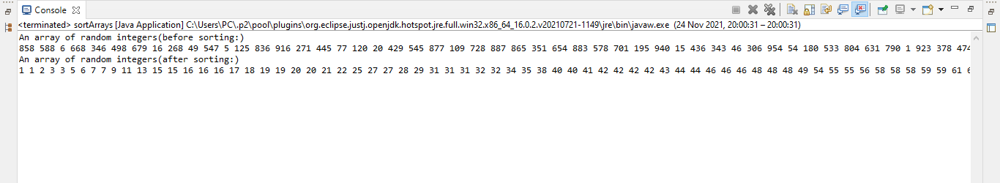 Console
<terminated> sortArrays [Java Application] C:\Users\PC\.p2\pool\plugins\org.eclipse.justj.openjdk.hotspot.jre.full.win32.x86_64_16.0.2.v20210721-1149\jre\bin\javaw.exe (24 Nov 2021, 20:00:31 – 20:00:31)
An array of random integers(before sorting:)
858 588 6 668 346 498 679 16 268 49 547 5 125 836 916 271 445 77 120 20 429 545 877 109 728 887 865 351 654 883 578 701 195 940 15 436 343 46 306 954 54 180 533 804 631 790 1 923 378 474
An array of random integers(after sorting:)
1 1 2 3 3 5 6 7 7 9 11 13 15 15 16 16 16 17 18 19 19 20 20 21 22 25 27 27 28 29 31 31 31 32 32 34 35 38 40 40 41 42 42 42 42 43 44 44 46 46 46 48 48 48 49 54 55 55 56 58 58 58 59 59 61